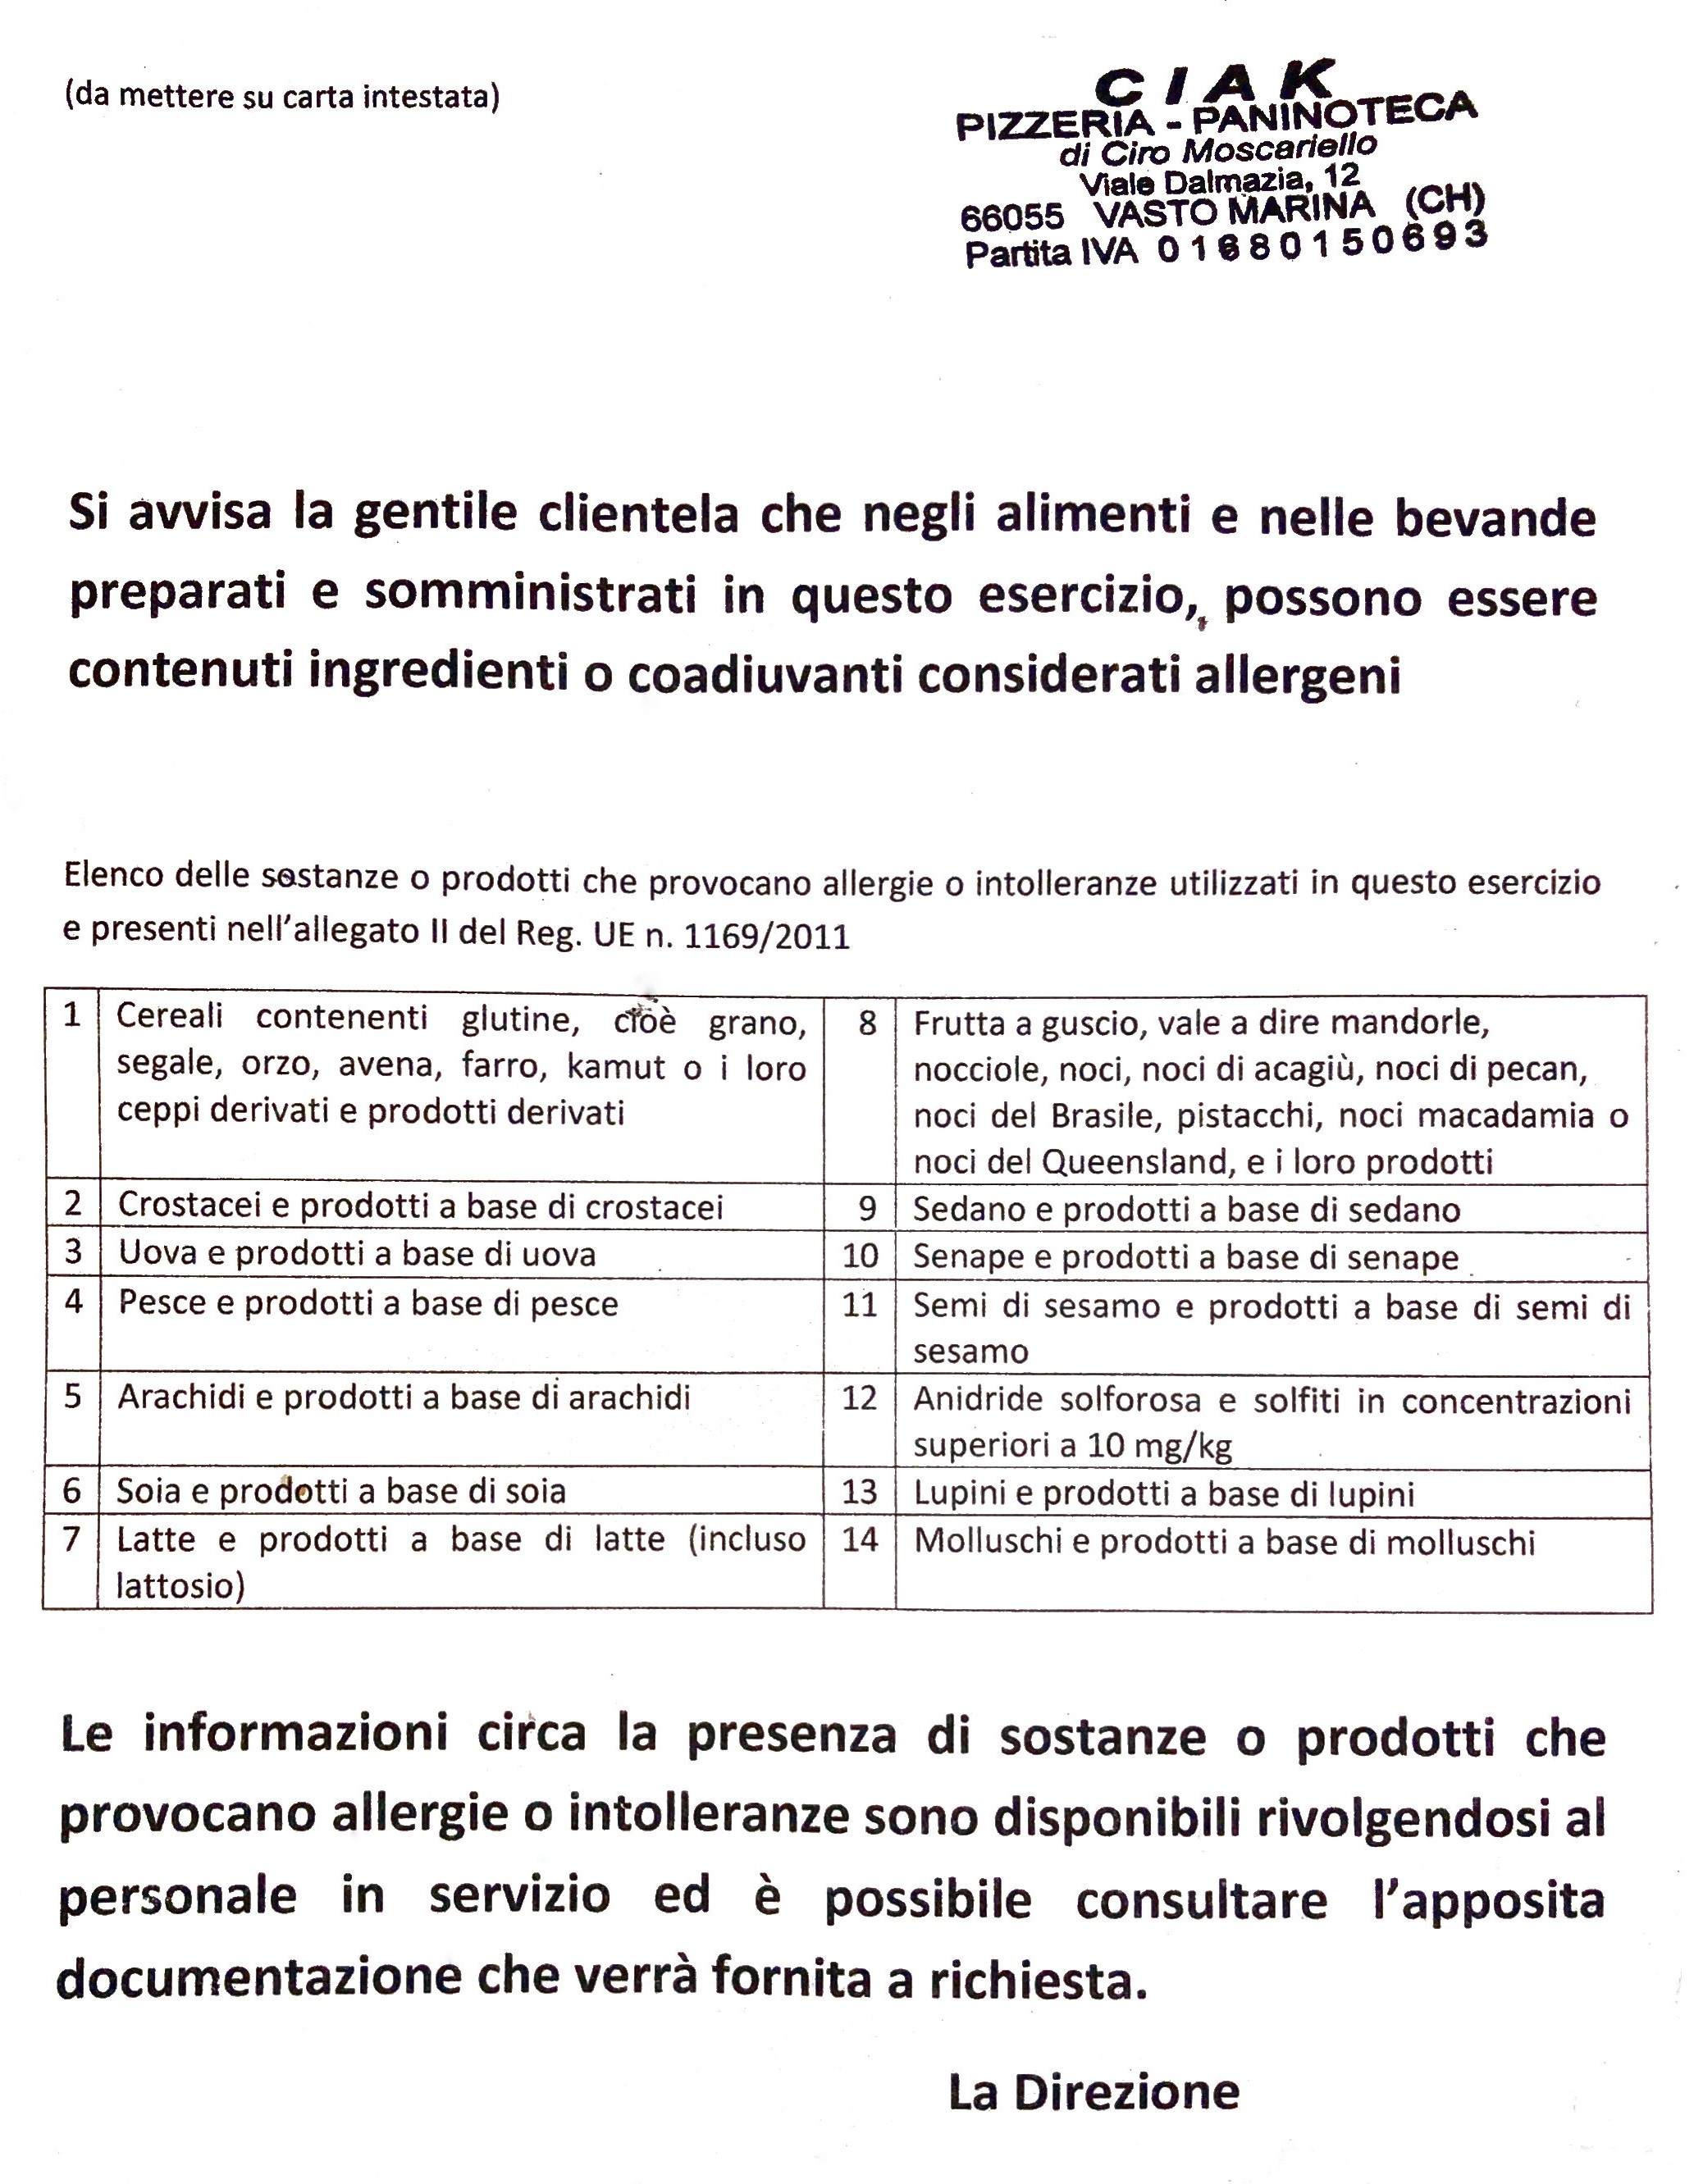 (da mettere su carta intestata)
CIAK
PIZZERIA - PANINOTECA
di Ciro Moscariello
Viale Dalmazia, 12
66055 VASTO MARINA (CH)
Partita IVA 01680150693
Si avvisa la gentile clientela che negli alimenti e nelle bevande
preparati e somministrati in questo esercizio, possono essere
contenuti ingredienti o coadiuvanti considerati allergeni
Elenco delle sostanze o prodotti che provocano allergie o intolleranze utilizzati in questo esercizio
e presenti nell'allegato II del Reg. UE n. 1169/2011
1 Cereali contenenti glutine, cioè grano,
segale, orzo, avena, farro, kamut o i loro
ceppi derivati e prodotti derivati
8 Frutta a guscio, vale a dire mandorle,
nocciole, noci, noci di acagiù, noci di pecan,
noci del Brasile, pistacchi, noci macadamia o
noci del Queensland, e i loro prodotti
2 Crostacei e prodotti a base di crostacei
9 Sedano e prodotti a base di sedano
3 Uova e prodotti a base di uova
10 Senape e prodotti a base di senape
4 Pesce e prodotti a base di pesce
11 Semi di sesamo e prodotti a base di semi di
sesamo
5 Arachidi e prodotti a base di arachidi
12 Anidride solforosa e solfiti in concentrazioni
superiori a 10 mg/kg
6 Soia e prodotti a base di soia
13 Lupini e prodotti a base di lupini
7 Latte e prodotti a base di latte (incluso
lattosio)
14 Molluschi e prodotti a base di molluschi
Le informazioni circa la presenza di sostanze o prodotti che
provocano allergie o intolleranze sono disponibili rivolgendosi al
personale in servizio ed è possibile consultare l'apposita
documentazione che verrà fornita a richiesta.
La Direzione